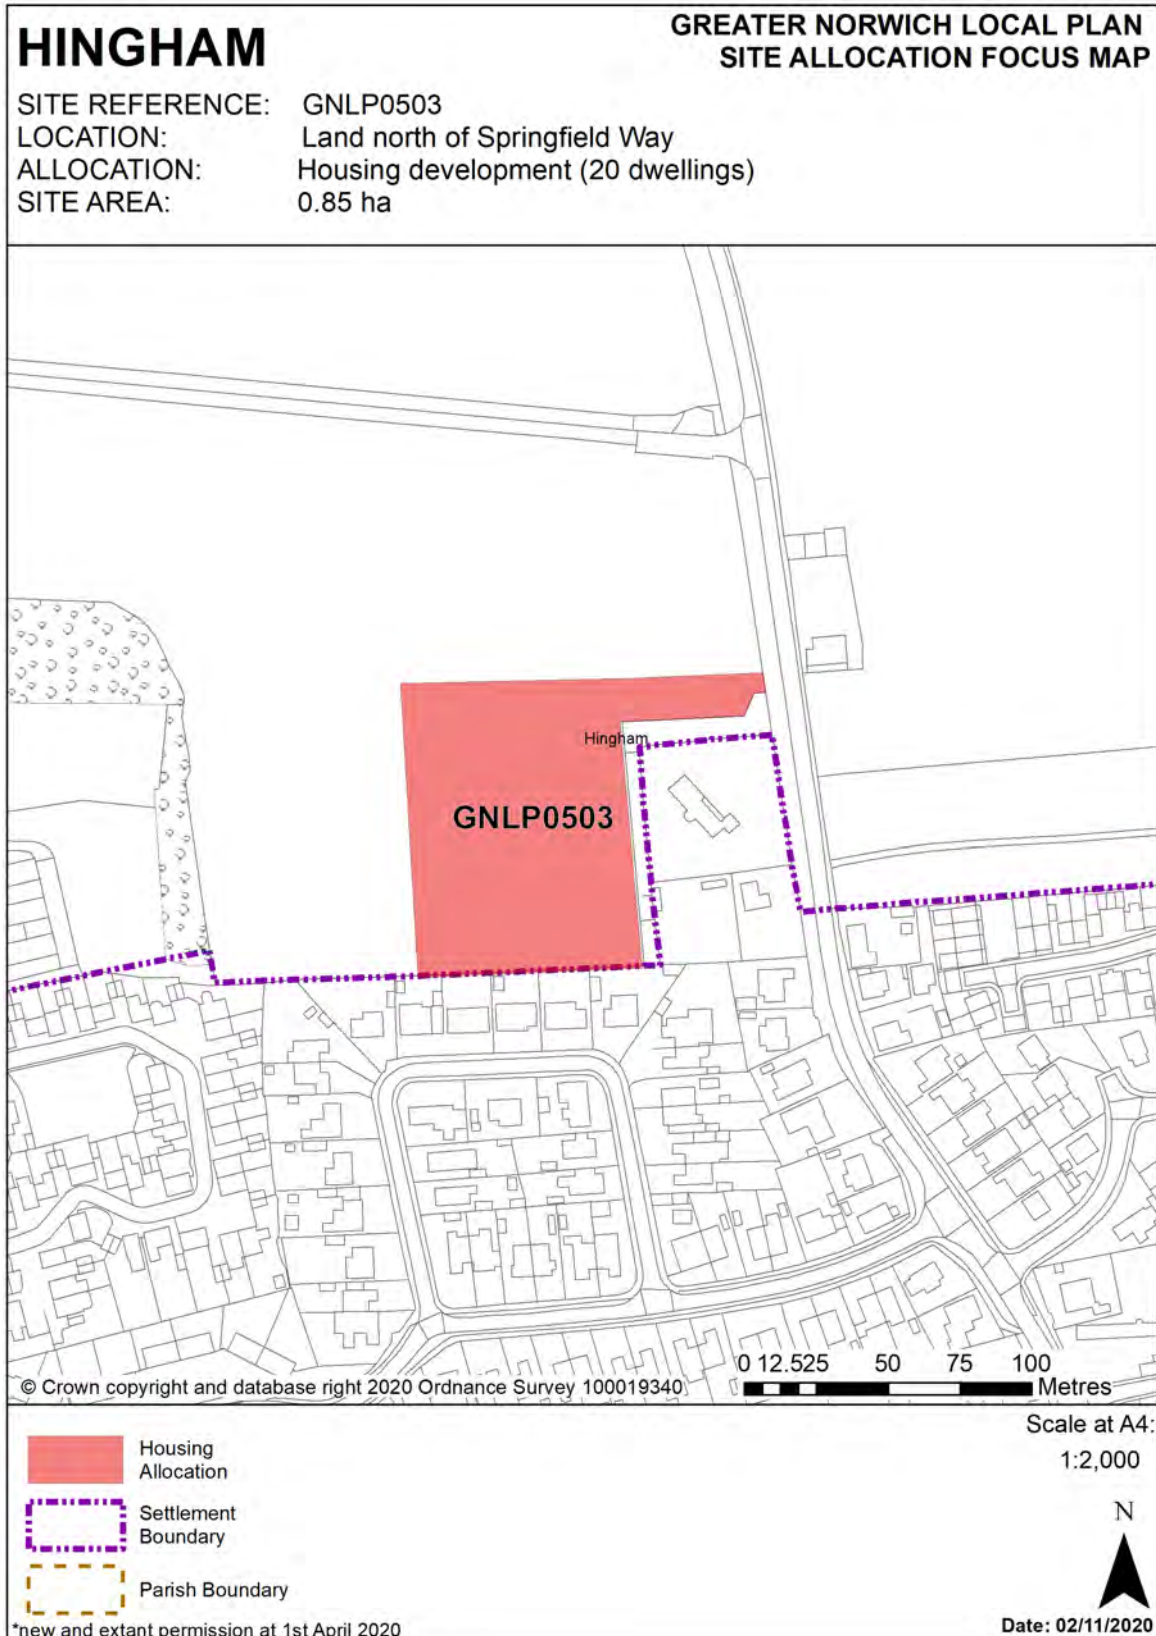 HINGHAM
GREATER NORWICH LOCAL PLAN
SITE ALLOCATION FOCUS MAP
SITE REFERENCE: GNLP0503
LOCATION: Land north of Springfield Way
ALLOCATION: Housing development (20 dwellings)
SITE AREA: 0.85 ha
Hingham
GNLP0503
0 12.525 50 75 100
Metres
© Crown copyright and database right 2020 Ordnance Survey 100019340
Housing
Allocation
Settlement
Boundary
Parish Boundary
*new and extant permission at 1st April 2020
Scale at A4:
1:2,000
N
Date: 02/11/2020